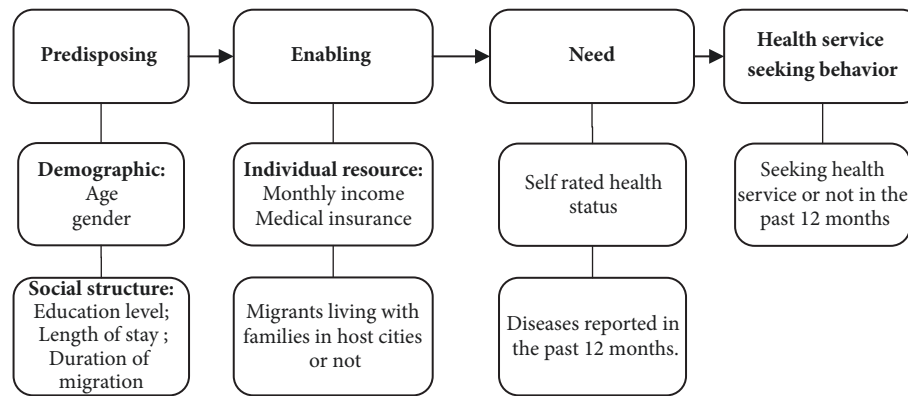 Predisposing
Enabling
Need
Health service
seeking behavior
Demographic:
Age
gender
Individual resource:
Monthly income
Medical insurance
Self rated health
status
Seeking health
service or not in the
past 12 months
Social structure:
Education level;
Length of stay ;
Duration of
migration
Migrants living with
families in host cities
or not
Diseases reported in
the past 12 months.